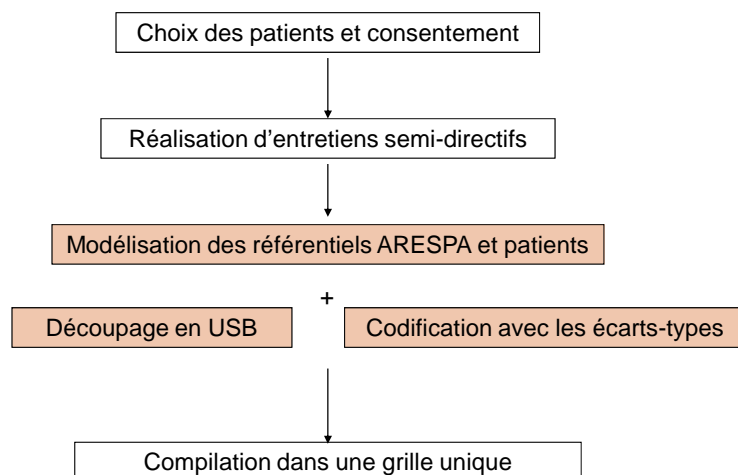 Choix des patients et consentement
Réalisation d'entretiens semi-directifs
Modélisation des référentiels ARESPA et patients
+
Découpage en USB
Codification avec les écarts-types
Compilation dans une grille unique